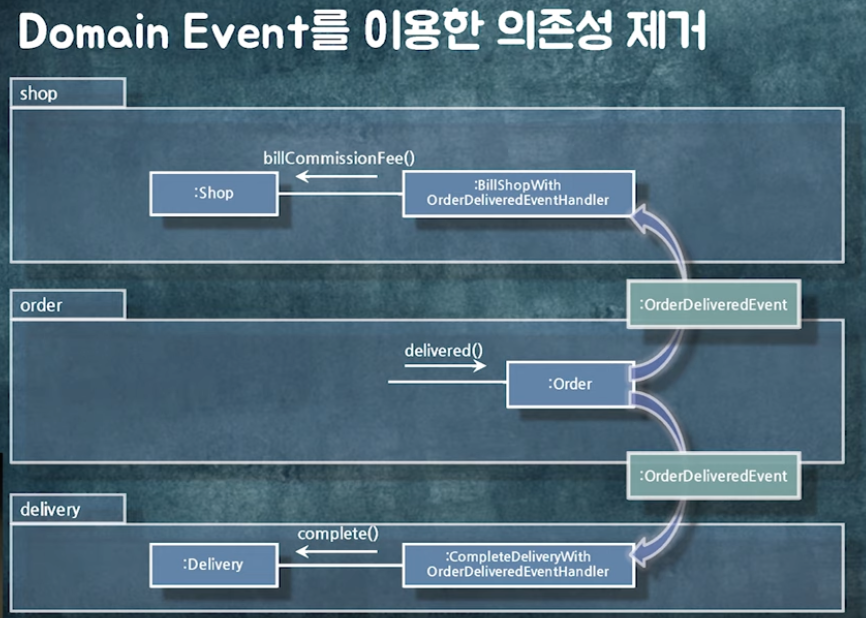 Domain Event를 이용한 의존성 제거
shop
billCommissionFee()
:Shop
:BillShopWith
OrderDeliveredEventHandler
:OrderDeliveredEvent
order
delivered()
:Order
:OrderDeliveredEvent
delivery
complete()
:Delivery
:CompleteDeliveryWith
OrderDeliveredEventHandler